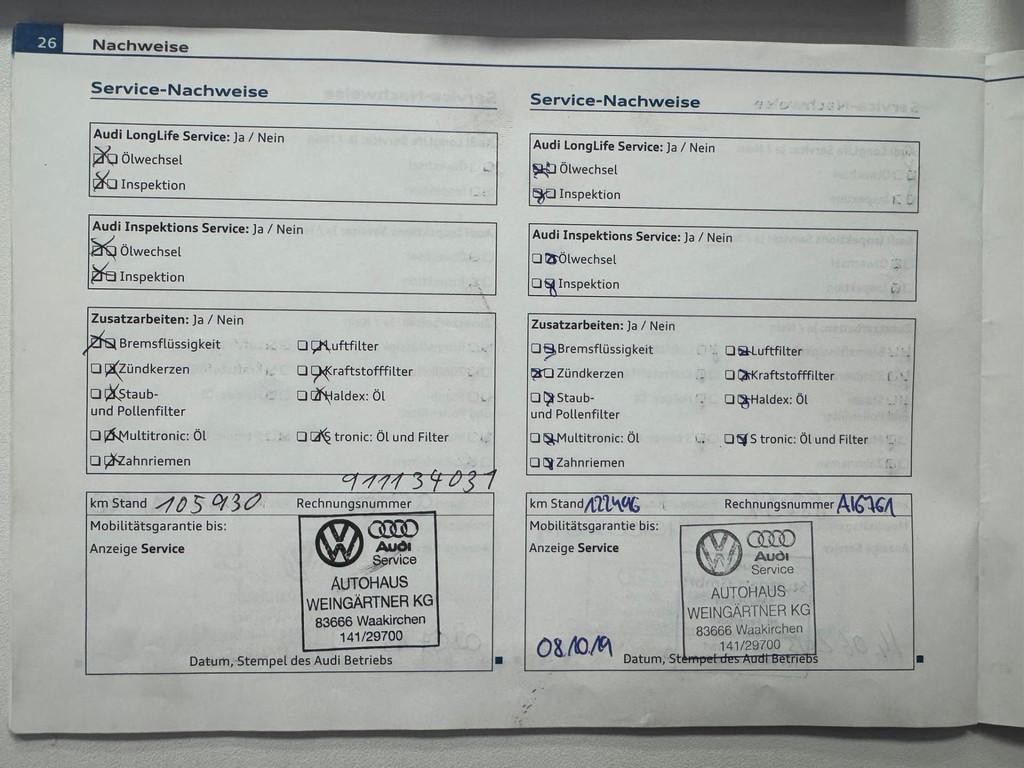 26 Nachweise
Service-Nachweise
Audi LongLife Service: Ja / Nein
Ölwechsel
Inspektion
Audi Inspektions Service: Ja / Nein
Ölwechsel
Inspektion
Zusatzarbeiten: Ja / Nein
Bremsflüssigkeit Luftfilter
Zündkerzen Kraftstofffilter
Staub- Haldex: Öl
und Pollenfilter
Multitronic: Öl S tronic: Öl und Filter
Zahnriemen
911134031
km Stand 105930 Rechnungsnummer
Mobilitätsgarantie bis:
Anzeige Service
Audi
Service
AUTOHAUS
WEINGÄRTNER KG
83666 Waakirchen
141/29700
Datum, Stempel des Audi Betriebs
Service-Nachweise
Audi LongLife Service: Ja / Nein
Ölwechsel
Inspektion
Audi Inspektions Service: Ja / Nein
Ölwechsel
Inspektion
Zusatzarbeiten: Ja / Nein
Bremsflüssigkeit Luftfilter
Zündkerzen Kraftstofffilter
Staub- Haldex: Öl
und Pollenfilter
Multitronic: Öl S tronic: Öl und Filter
Zahnriemen
km Stand 122496 Rechnungsnummer A16761
Mobilitätsgarantie bis:
Anzeige Service
Audi
Service
AUTOHAUS
WEINGÄRTNER KG
83666 Waakirchen
141/29700
08.10.19
Datum, Stempel des Audi Betriebs